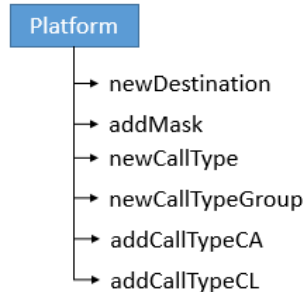 Platform
newDestination
addMask
newCallType
newCallTypeGroup
addCallTypeCA
addCallTypeCL